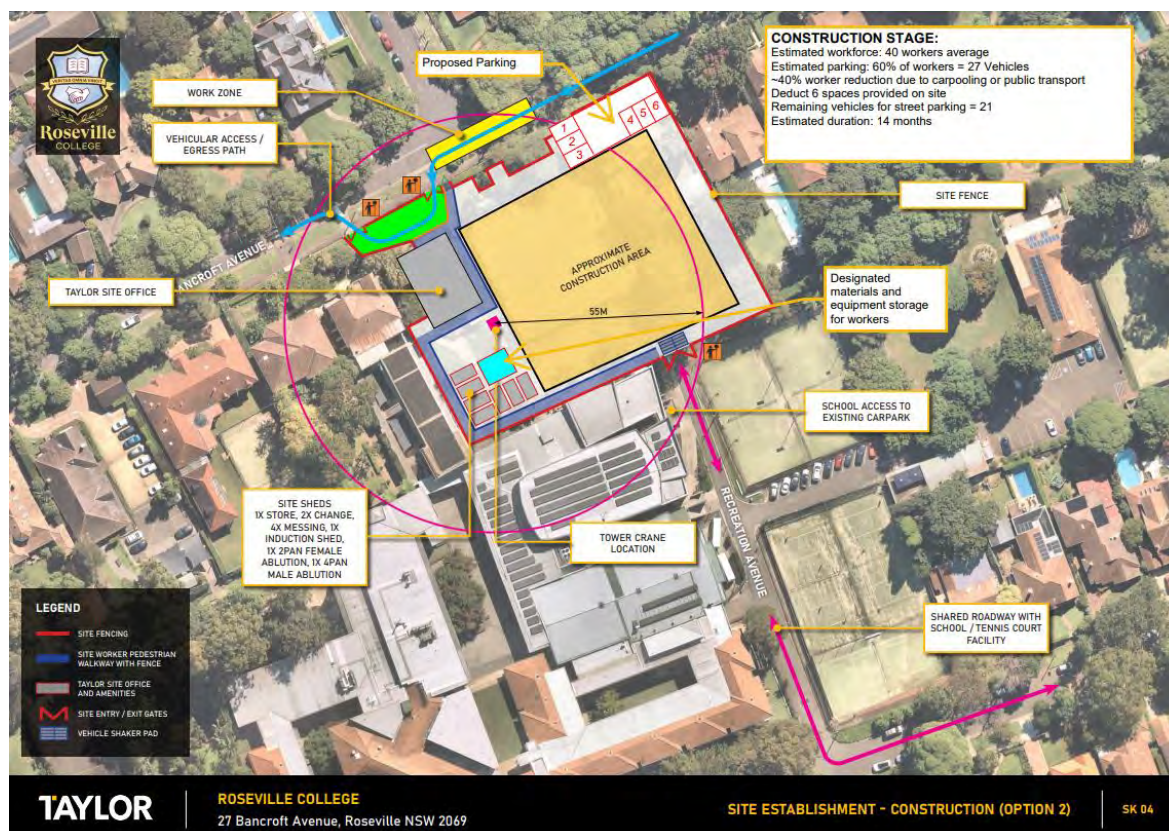 Roseville
COLLEGE
WORK ZONE
VEHICULAR ACCESS /
EGRESS PATH
Proposed Parking
1
2
3
4
5
6
CONSTRUCTION STAGE:
Estimated workforce: 40 workers average
Estimated parking: 60% of workers = 27 Vehicles
~40% worker reduction due to carpooling or public transport
Deduct 6 spaces provided on site
Remaining vehicles for street parking = 21
Estimated duration: 14 months
SITE FENCE
ANCROFT AVENUE
TAYLOR SITE OFFICE
APPROXIMATE
CONSTRUCTION AREA
55M
Designated
materials and
equipment storage
for workers
SCHOOL ACCESS TO
EXISTING CARPARK
RECREATION AVENUE
SITE SHEDS
1X STORE, 2X CHANGE,
4X MESSING, 1X
INDUCTION SHED,
1X 2PAN FEMALE
ABLUTION, 1X 4PAN
MALE ABLUTION
TOWER CRANE
LOCATION
SHARED ROADWAY WITH
SCHOOL / TENNIS COURT
FACILITY
LEGEND
SITE FENCING
SITE WORKER PEDESTRIAN
WALKWAY WITH FENCE
TAYLOR SITE OFFICE
AND AMENITIES
SITE ENTRY / EXIT GATES
VEHICLE SHAKER PAD
TAYLOR
ROSEVILLE COLLEGE
27 Bancroft Avenue, Roseville NSW 2069
SITE ESTABLISHMENT - CONSTRUCTION (OPTION 2)
SK 04